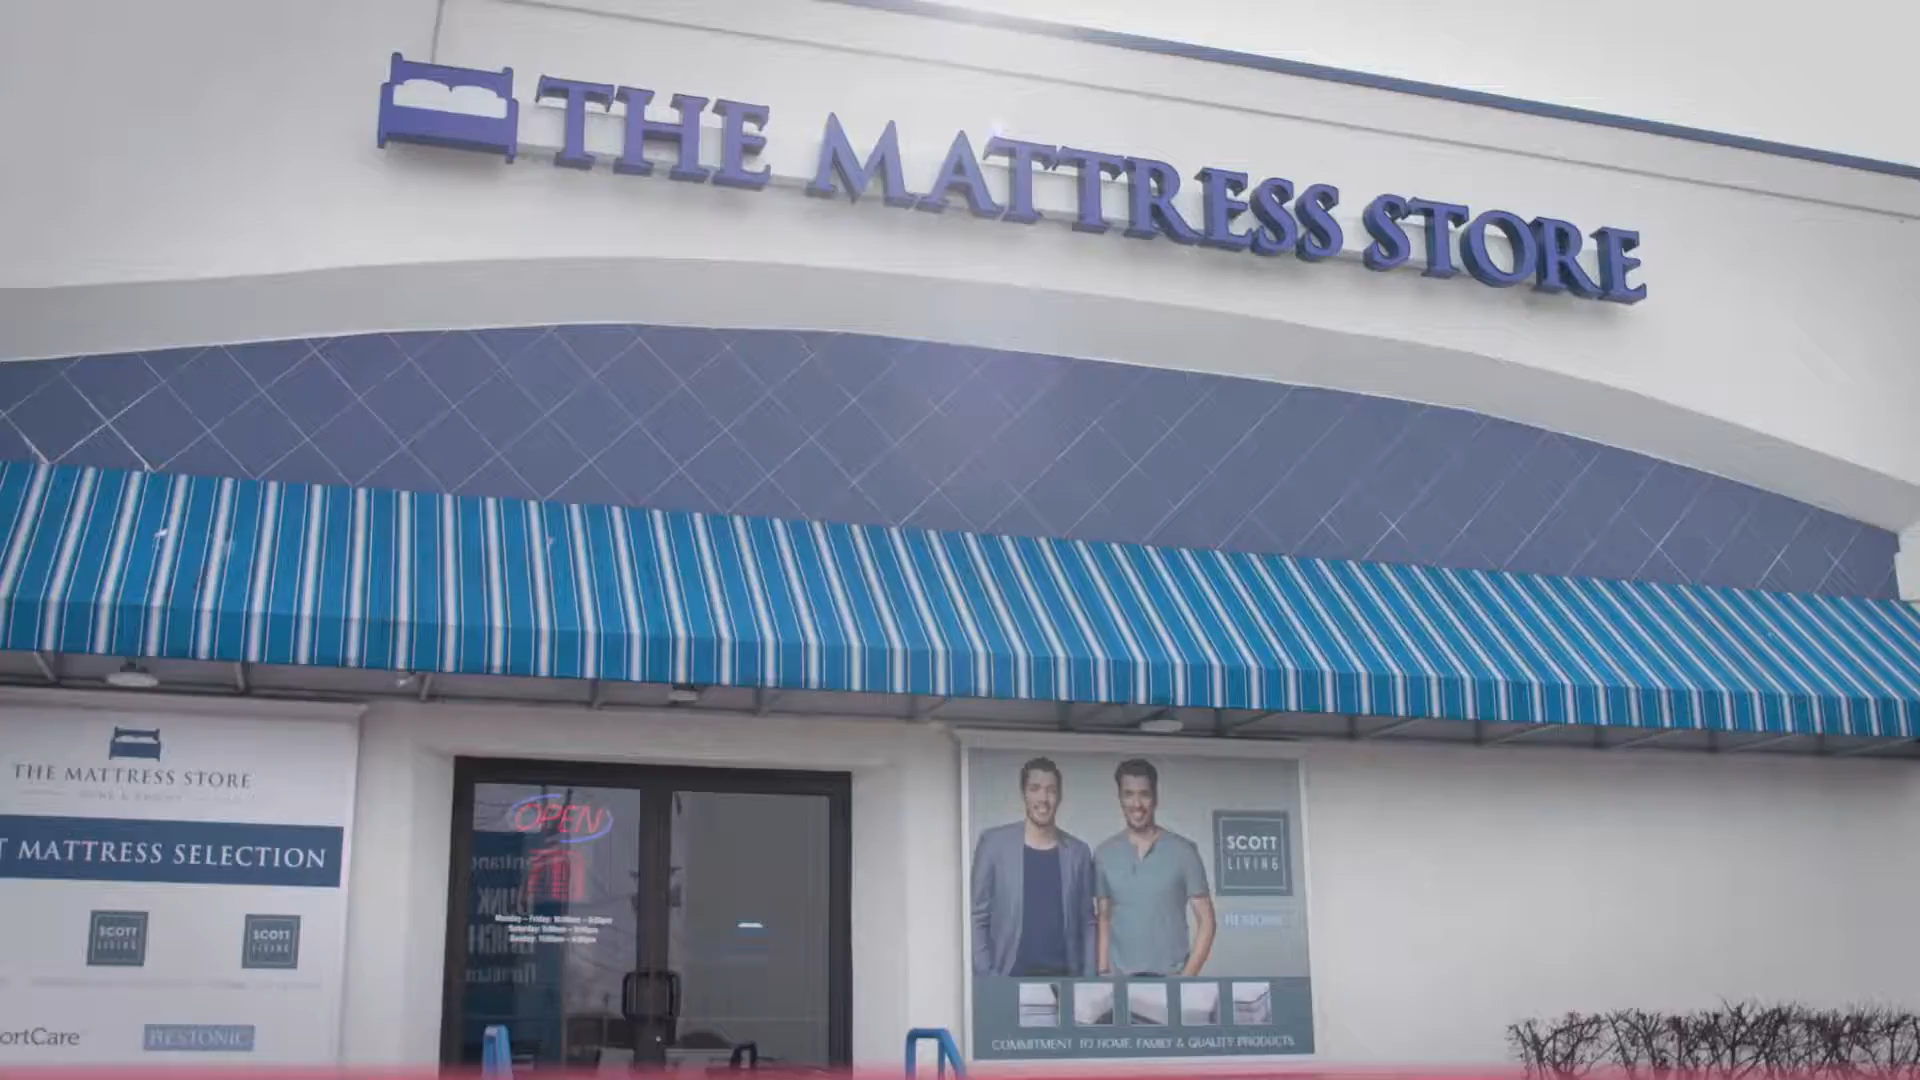 THE MATTRESS STORE
THE MATTRESS STORE
T MATTRESS SELECTION
SCOTT
LIVING
SCOTT
LIVING
ortCare
RESTONIC
OPEN
SCOTT
LIVING
RESTONIC
COMMITMENT TO HOME, FAMILY & QUALITY PRODUCTS.